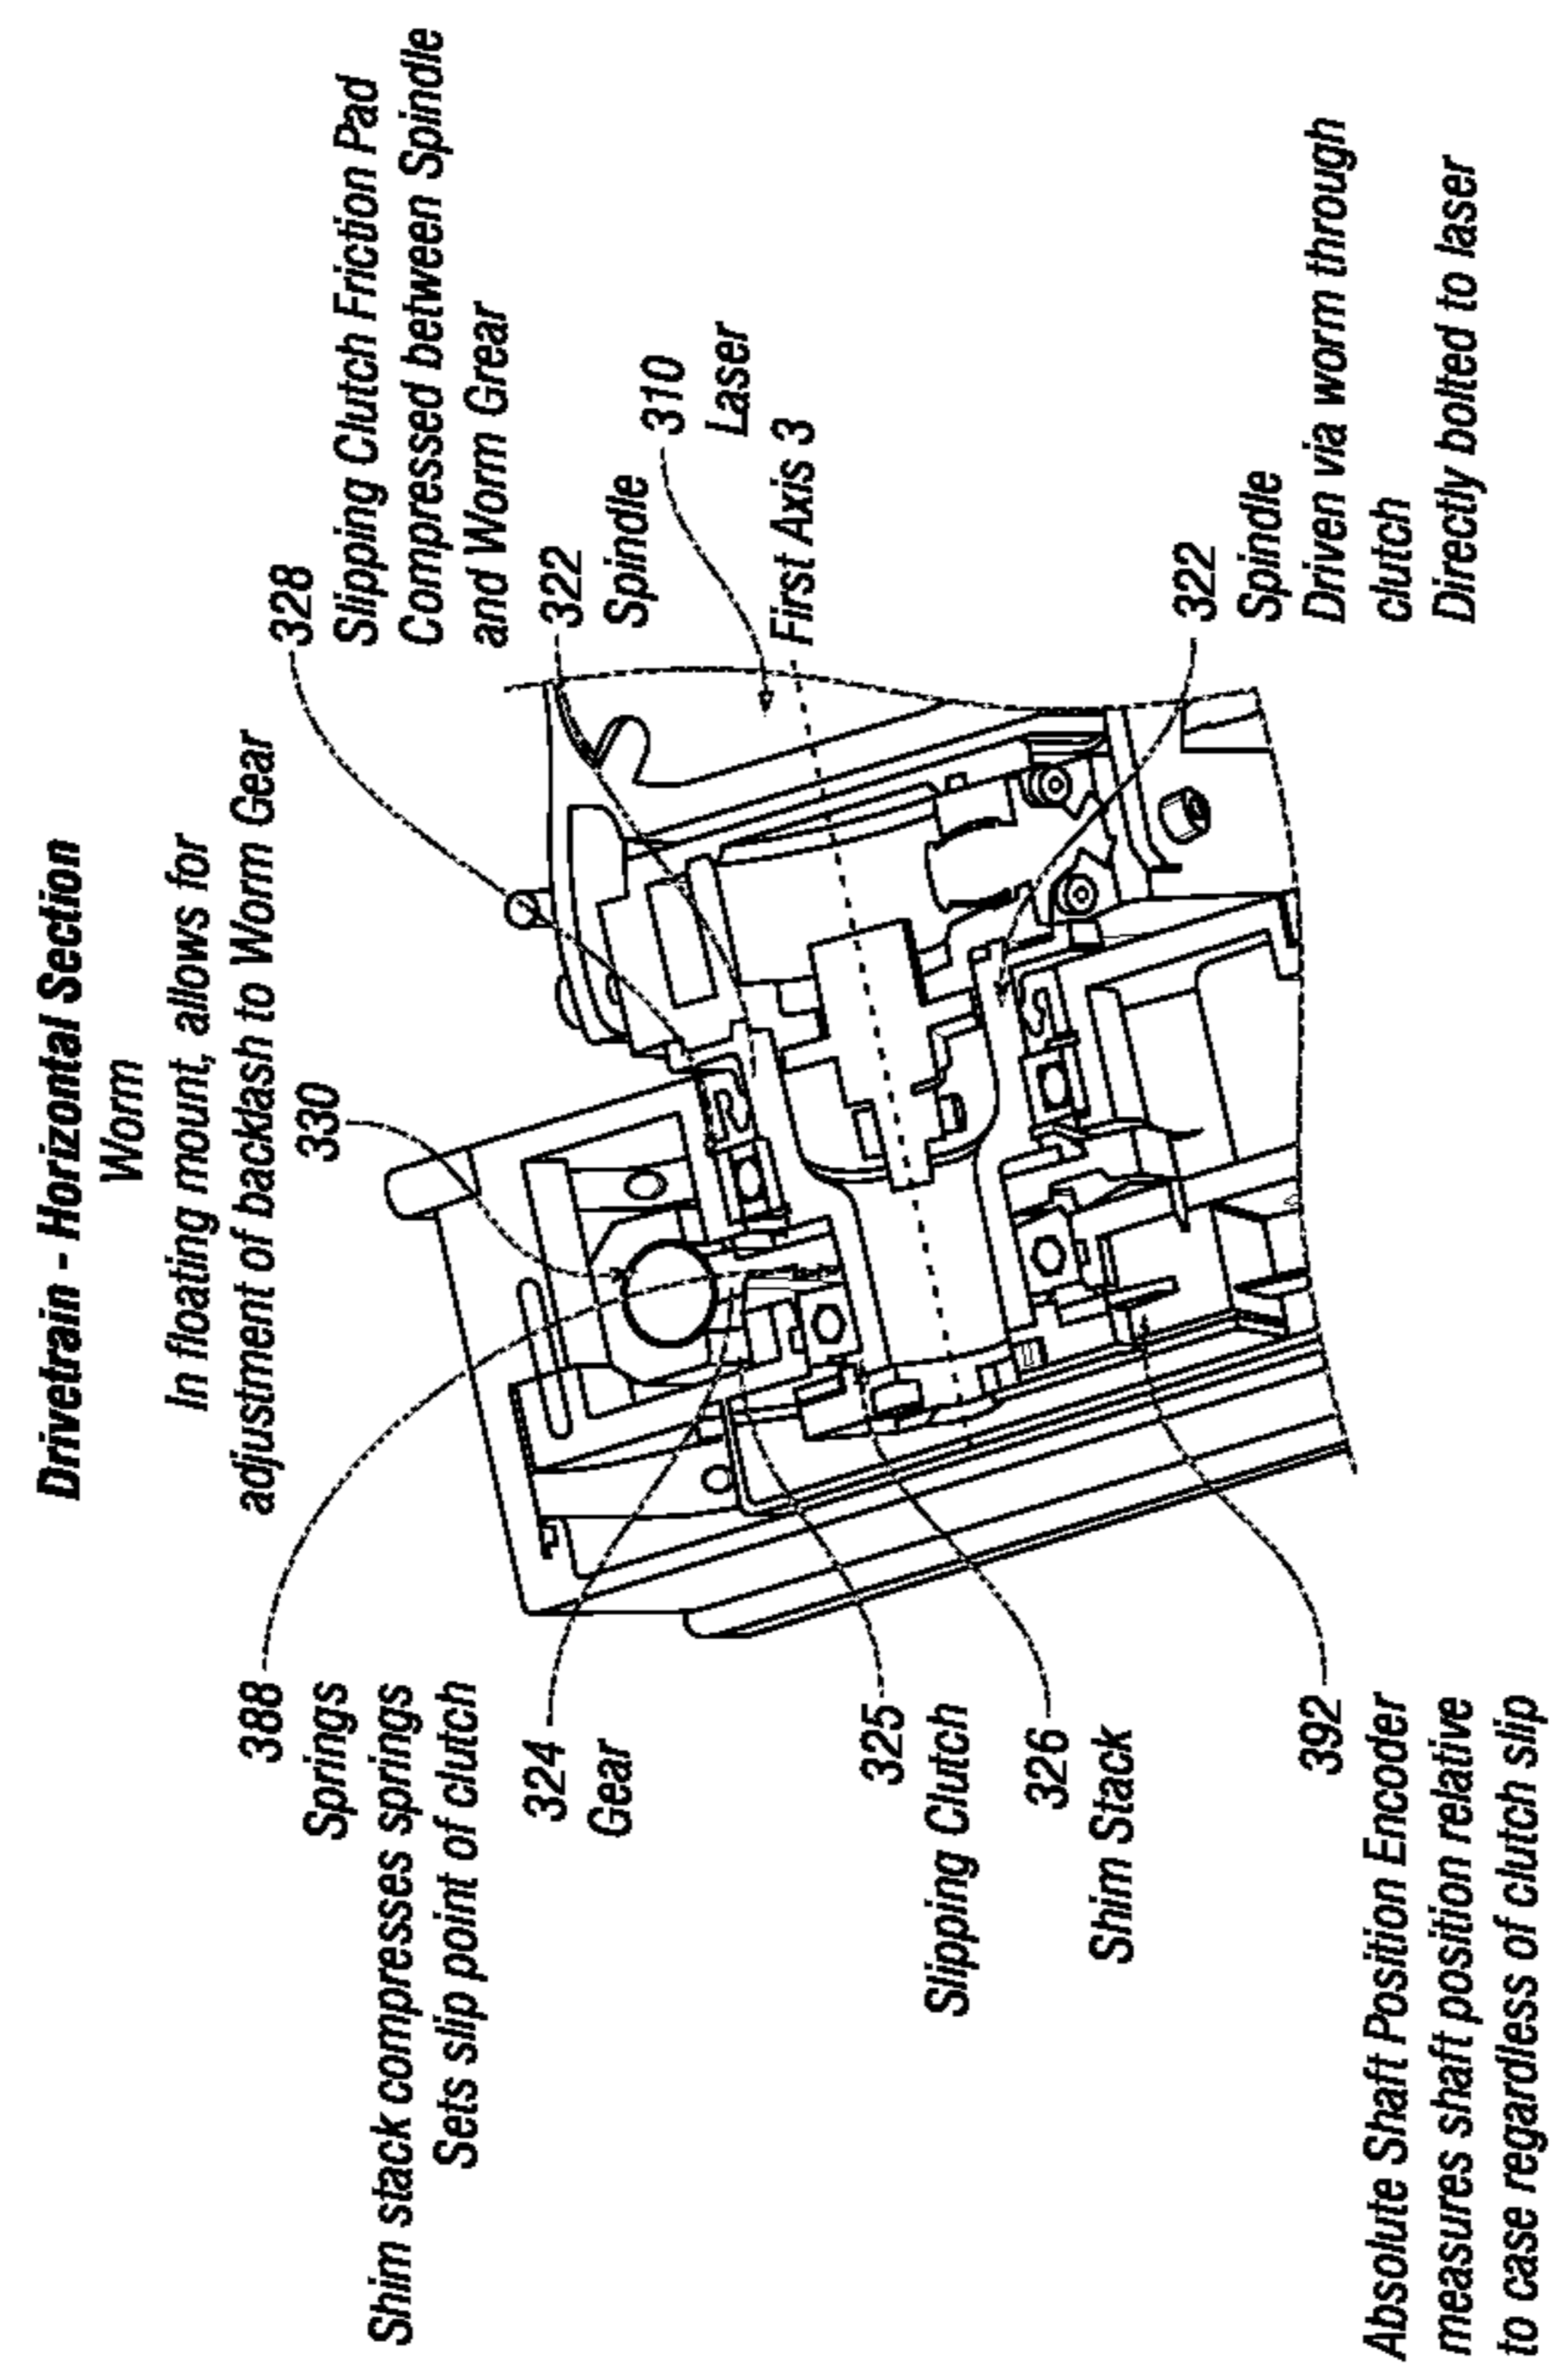 Drivetrain - Horizontal Section
Worm
In floating mount, allows for
adjustment of backlash to Worm Gear
330
388
Springs
Shim stack compresses springs
Sets slip point of clutch
324
Gear
325
Slipping Clutch
326
Shim Stack
392
Absolute Shaft Position Encoder
measures shaft position relative
to case regardless of clutch slip
328
Slipping Clutch Friction Pad
Compressed between Spindle
and Worm Grear
322
Spindle
310
Laser
First Axis 3
322
Spindle
Driven via worm through
clutch
Directly bolted to laser